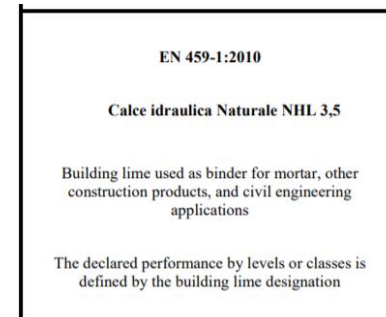 EN 459-1:2010
Calce idraulica Naturale NHL 3,5
Building lime used as binder for mortar, other
construction products, and civil engineering
applications
The declared performance by levels or classes is
defined by the building lime designation